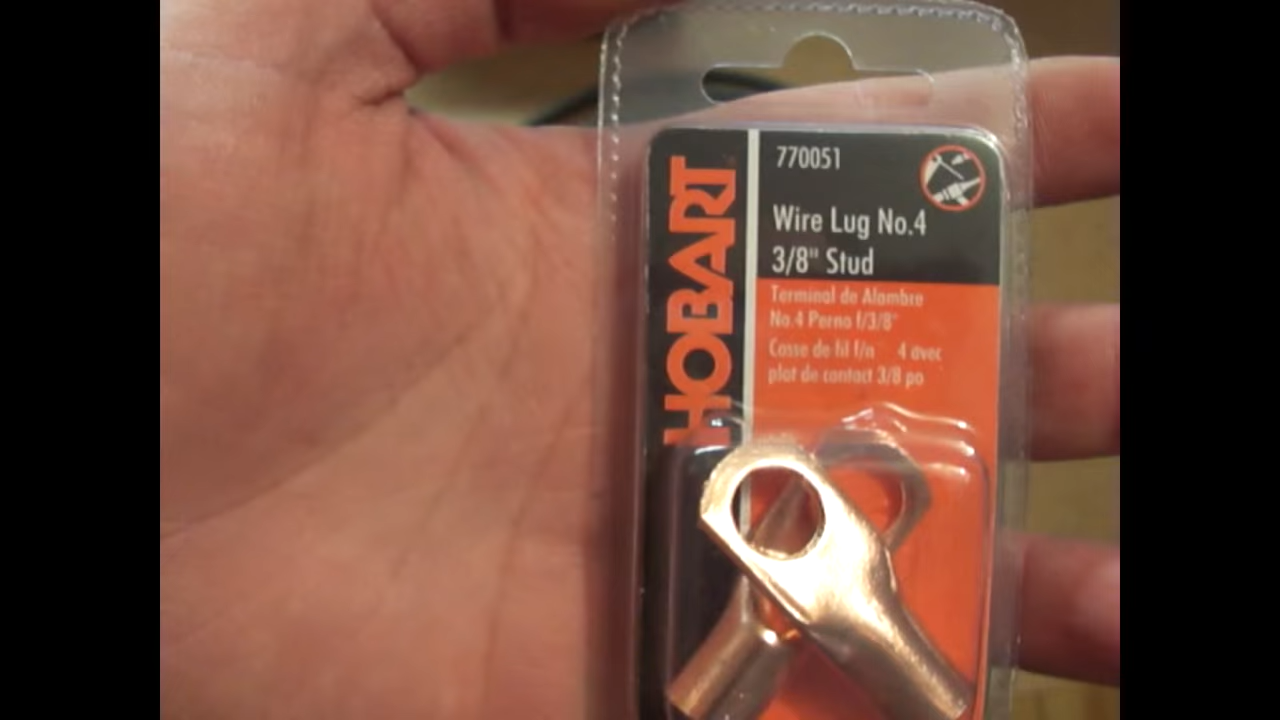 HOBART
770051
Wire Lug No.4
3/8" Stud
Terminal de Alambre
No.4 Perno f/3/8"
Cosse de fil f/n 4 avec
plat de contact 3/8 po